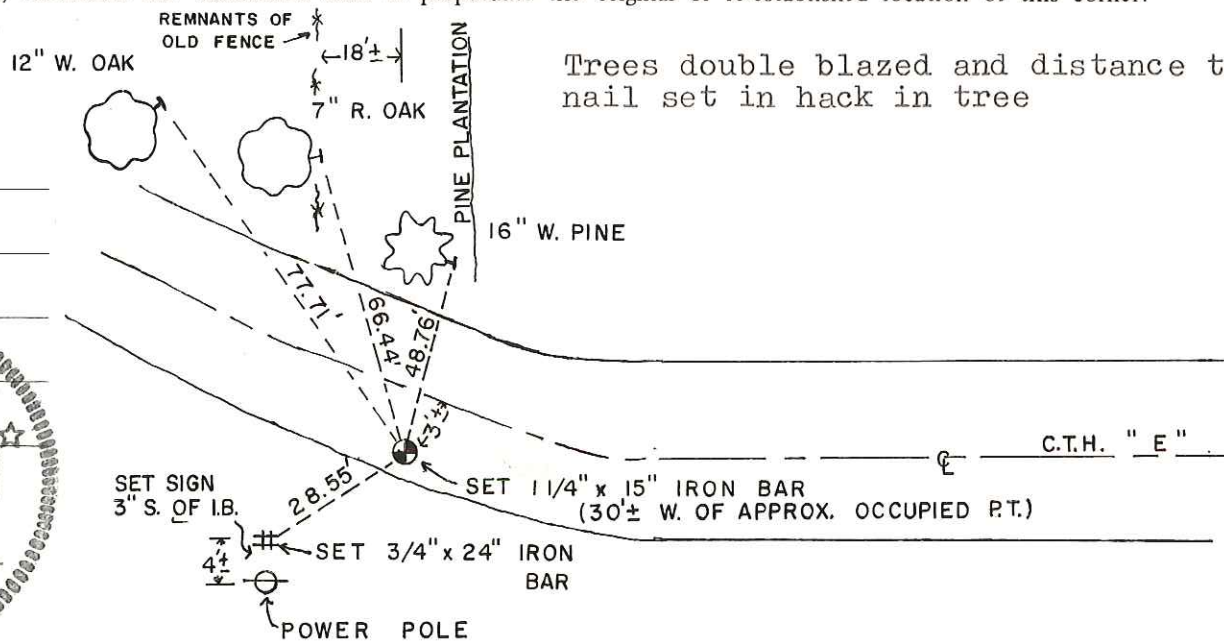 REMNANTS OF
OLD FENCE
18'±
12" W. OAK
7" R. OAK
PINE PLANTATION
Trees double blazed and distance t
nail set in hack in tree
16" W. PINE
77.71'
66.44'
48.76'
3'±
C.T.H. "E"
28.55'
SET SIGN
3" S. OF I.B.
SET 1 1/4" x 15" IRON BAR
(30'± W. OF APPROX. OCCUPIED P.T.)
4'±
SET 3/4" x 24" IRON
BAR
POWER POLE